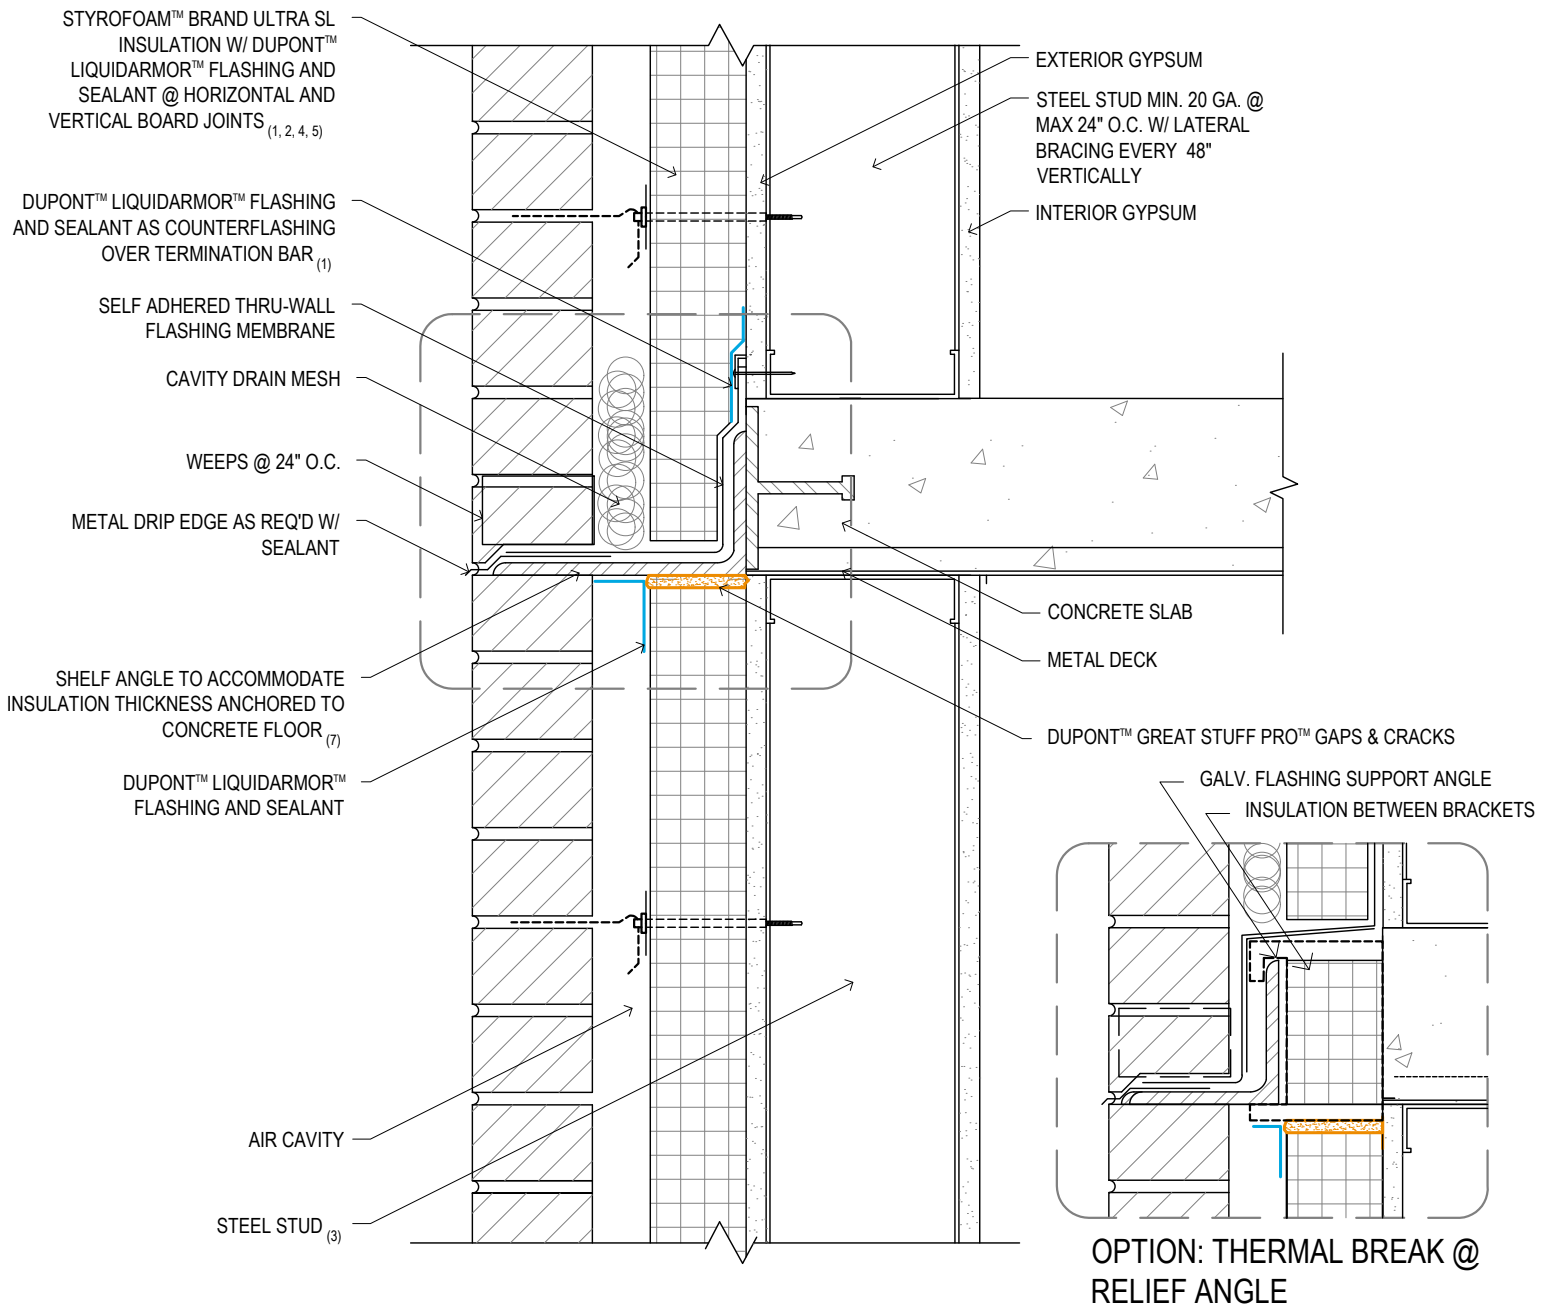 STYROFOAM™ BRAND ULTRA SL
INSULATION W/ DUPONT™
LIQUIDARMOR™ FLASHING AND
SEALANT @ HORIZONTAL AND
VERTICAL BOARD JOINTS (1, 2, 4, 5)
DUPONT™ LIQUIDARMOR™ FLASHING
AND SEALANT AS COUNTERFLASHING
OVER TERMINATION BAR (1)
SELF ADHERED THRU-WALL
FLASHING MEMBRANE
CAVITY DRAIN MESH
WEEPS @ 24" O.C.
METAL DRIP EDGE AS REQ'D W/
SEALANT
SHELF ANGLE TO ACCOMMODATE
INSULATION THICKNESS ANCHORED TO
CONCRETE FLOOR (7)
DUPONT™ LIQUIDARMOR™
FLASHING AND SEALANT
AIR CAVITY
STEEL STUD (3)
EXTERIOR GYPSUM
STEEL STUD MIN. 20 GA. @
MAX 24" O.C. W/ LATERAL
BRACING EVERY 48"
VERTICALLY
INTERIOR GYPSUM
CONCRETE SLAB
METAL DECK
DUPONT™ GREAT STUFF PRO™ GAPS & CRACKS
GALV. FLASHING SUPPORT ANGLE
INSULATION BETWEEN BRACKETS
OPTION: THERMAL BREAK @
RELIEF ANGLE